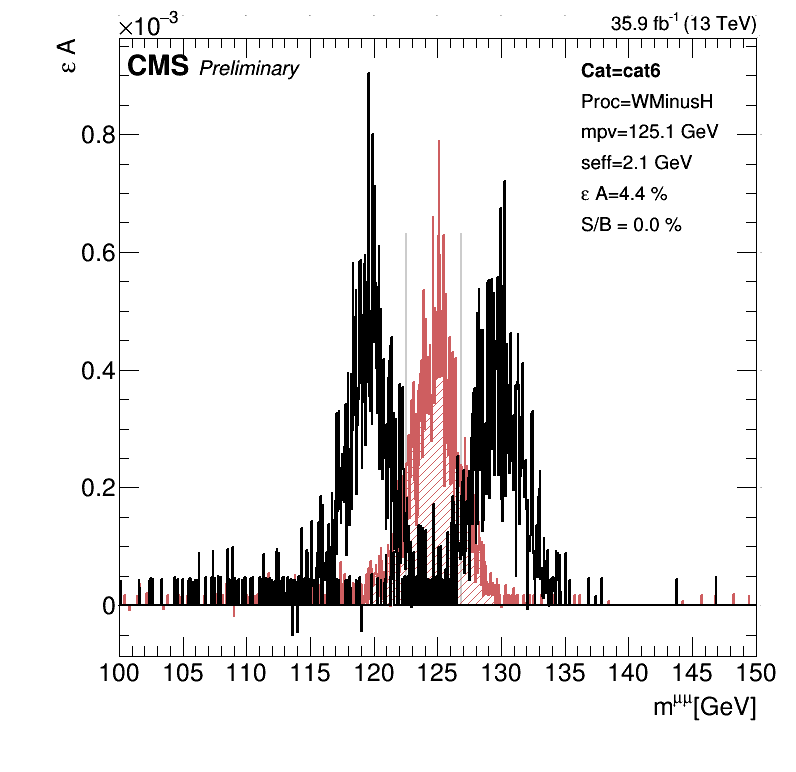 ×10⁻³
35.9 fb⁻¹ (13 TeV)
ε A
CMS Preliminary
Cat=cat6
Proc=WMinusH
mpv=125.1 GeV
seff=2.1 GeV
ε A=4.4 %
S/B = 0.0 %
0.8
0.6
0.4
0.2
0
100 105 110 115 120 125 130 135 140 145 150
m^μμ[GeV]